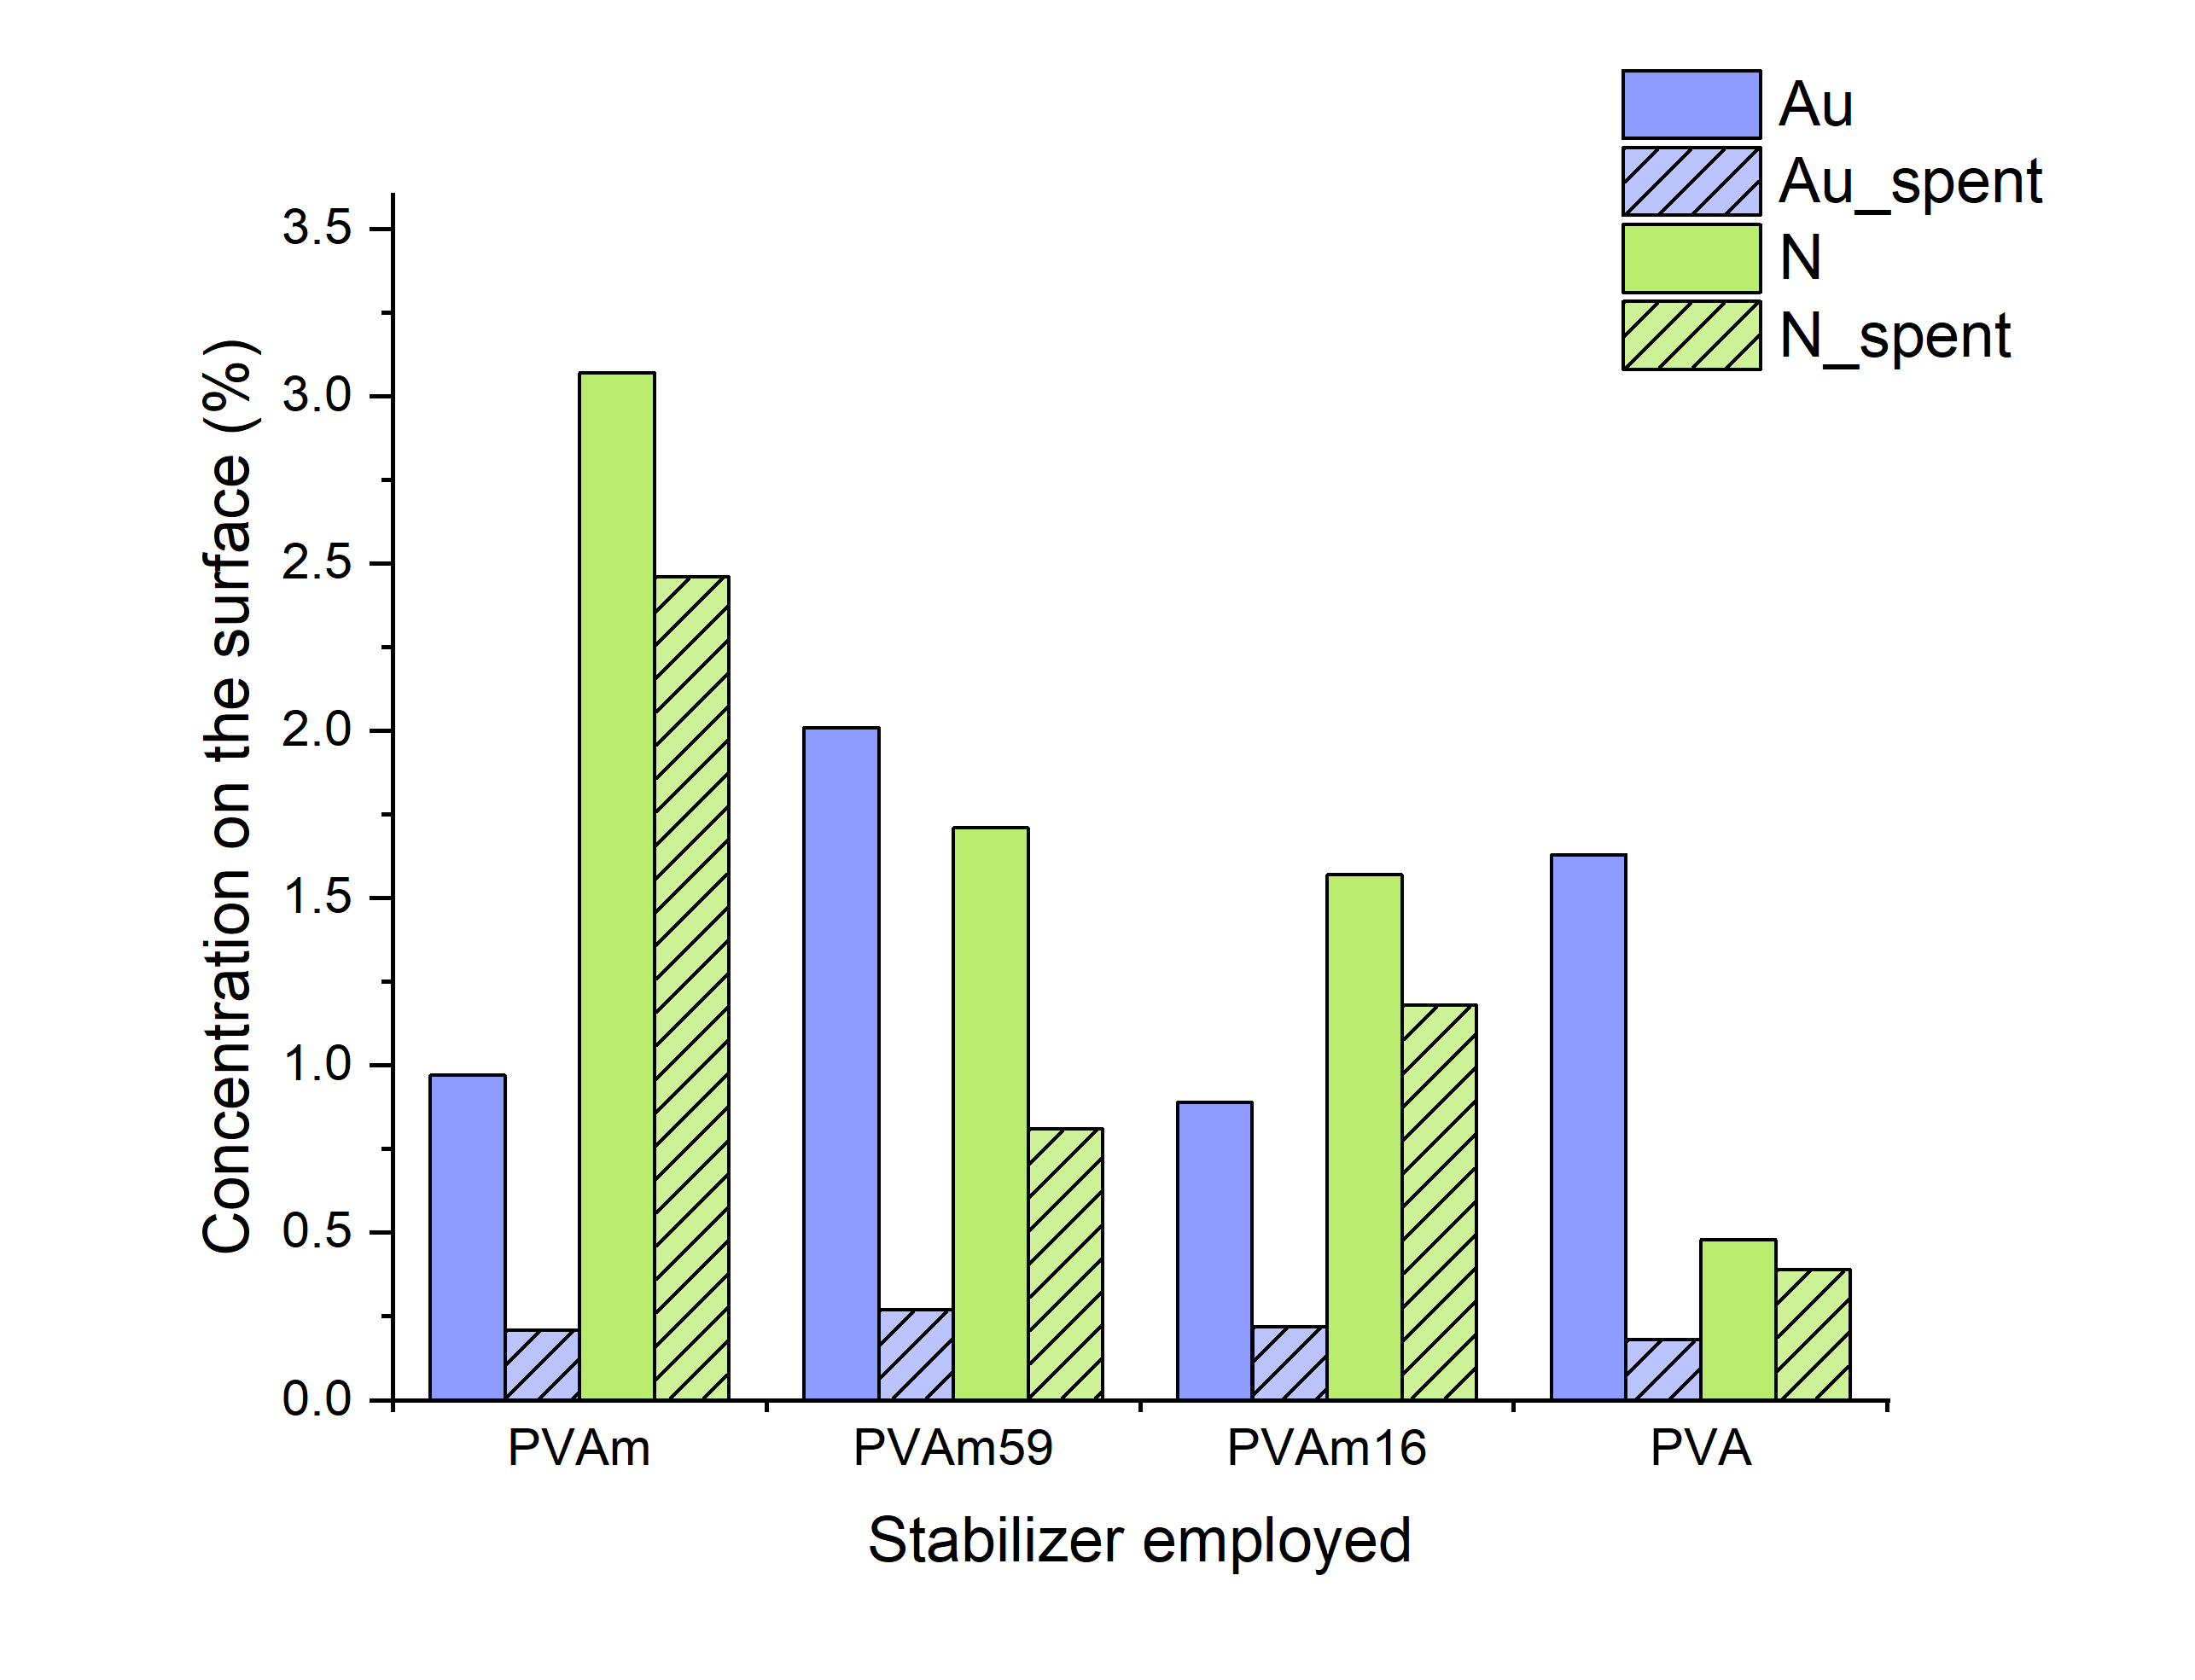 Au
Au_spent
N
N_spent
Concentration on the surface (%)
3.5
3.0
2.5
2.0
1.5
1.0
0.5
0.0
PVAm PVAm59 PVAm16 PVA
Stabilizer employed